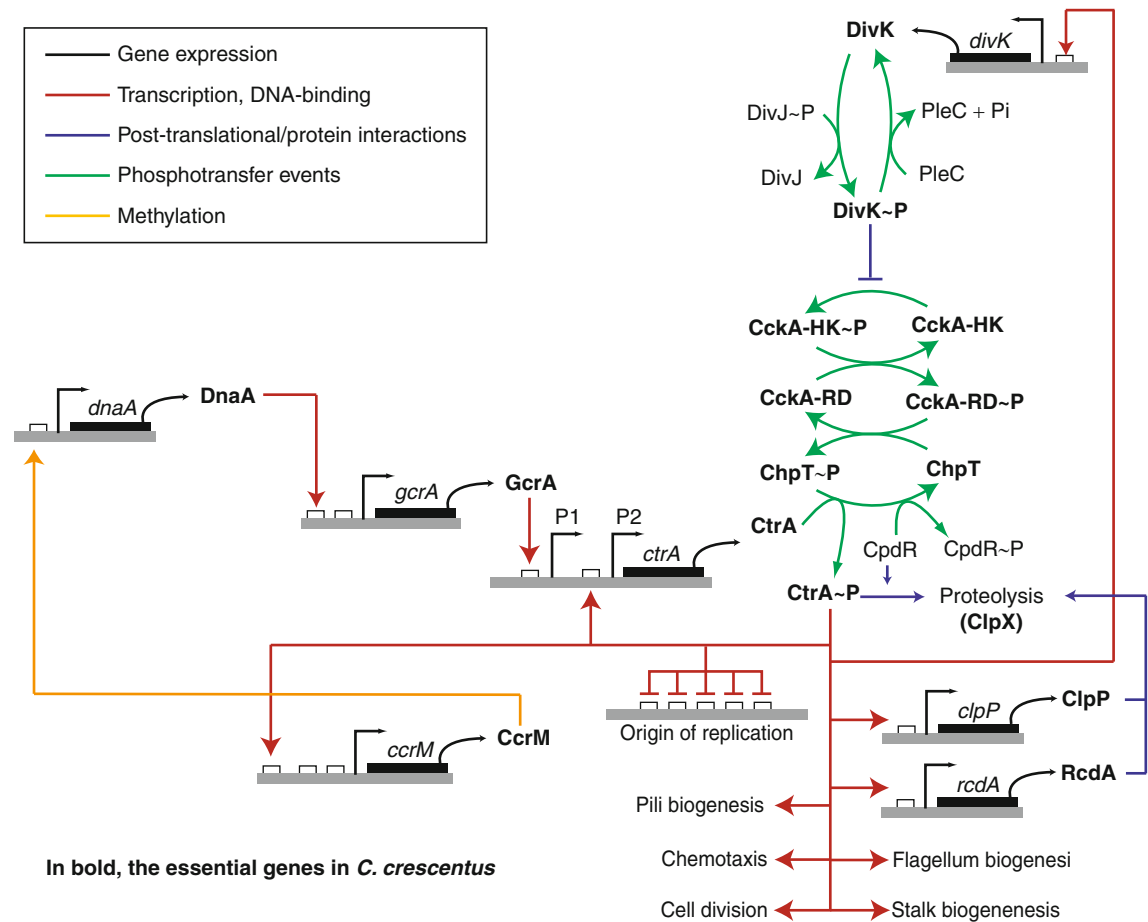 Gene expression
Transcription, DNA-binding
Post-translational/protein interactions
Phosphotransfer events
Methylation
DivK
divK
DivJ~P
PleC + Pi
DivJ
PleC
DivK~P
CckA-HK~P
CckA-HK
CckA-RD
CckA-RD~P
ChpT~P
ChpT
dnaA
DnaA
gcrA
GcrA
P1
P2
ctrA
CtrA
CpdR
CpdR~P
CtrA~P
Proteolysis
(ClpX)
ccrM
CcrM
Origin of replication
clpP
ClpP
rcdA
RcdA
Pili biogenesis
Chemotaxis
Flagellum biogenesi
Cell division
Stalk biogenenesis
In bold, the essential genes in C. crescentus